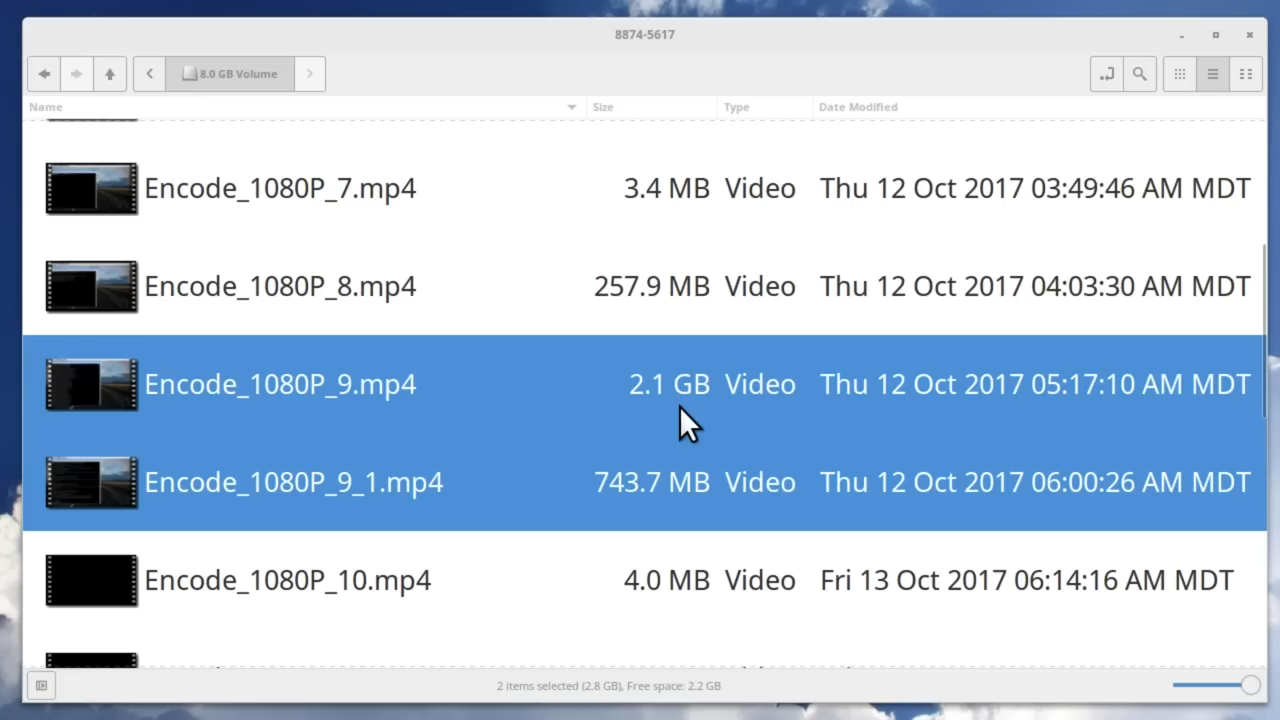 8874-5617
8.0 GB Volume
Name Size Type Date Modified
Encode_1080P_7.mp4 3.4 MB Video Thu 12 Oct 2017 03:49:46 AM MDT
Encode_1080P_8.mp4 257.9 MB Video Thu 12 Oct 2017 04:03:30 AM MDT
Encode_1080P_9.mp4 2.1 GB Video Thu 12 Oct 2017 05:17:10 AM MDT
Encode_1080P_9_1.mp4 743.7 MB Video Thu 12 Oct 2017 06:00:26 AM MDT
Encode_1080P_10.mp4 4.0 MB Video Fri 13 Oct 2017 06:14:16 AM MDT
2 items selected (2.8 GB), Free space: 2.2 GB